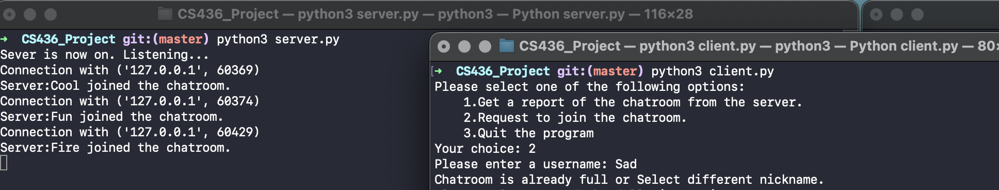 CS436_Project — python3 server.py — python3 — Python server.py — 116×28
➜  CS436_Project git:(master) python3 server.py
Sever is now on. Listening...
Connection with ('127.0.0.1', 60369)
Server:Cool joined the chatroom.
Connection with ('127.0.0.1', 60374)
Server:Fun joined the chatroom.
Connection with ('127.0.0.1', 60429)
Server:Fire joined the chatroom.
CS436_Project — python3 client.py — python3 — Python client.py — 80
[➜  CS436_Project git:(master) python3 client.py
Please select one of the following options:
    1.Get a report of the chatroom from the server.
    2.Request to join the chatroom.
    3.Quit the program
Your choice: 2
Please enter a username: Sad
Chatroom is already full or Select different nickname.